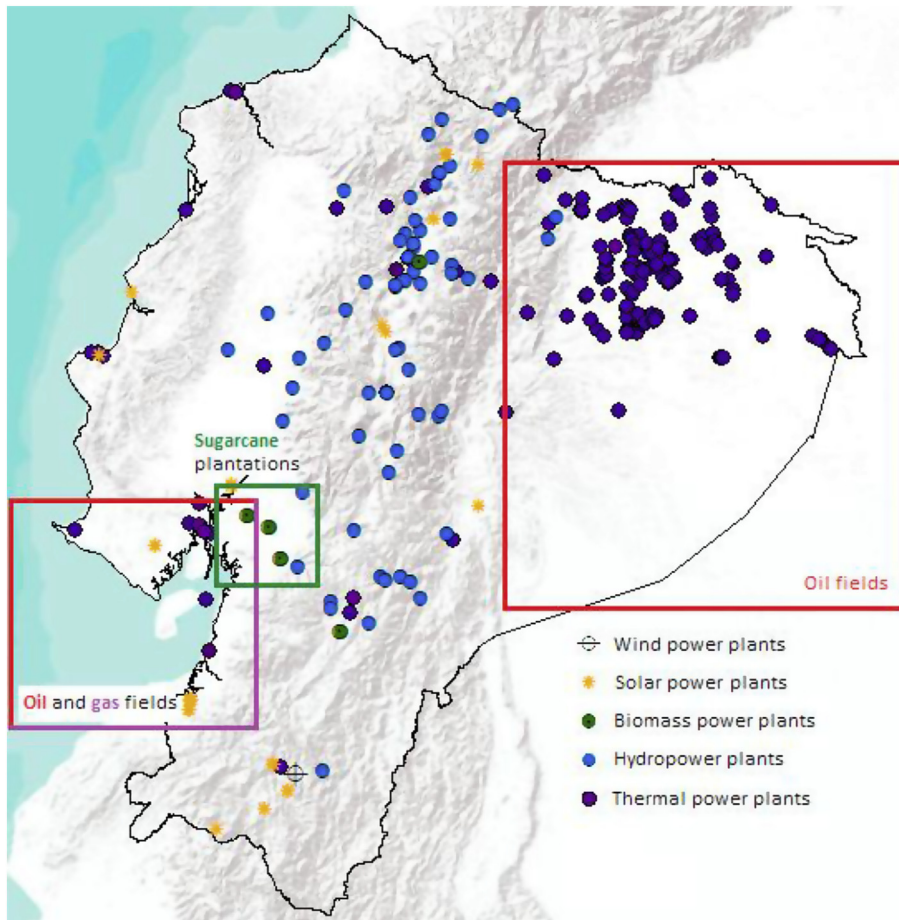 Sugarcane
plantations
Oil fields
Oil and gas fields
Wind power plants
Solar power plants
Biomass power plants
Hydropower plants
Thermal power plants